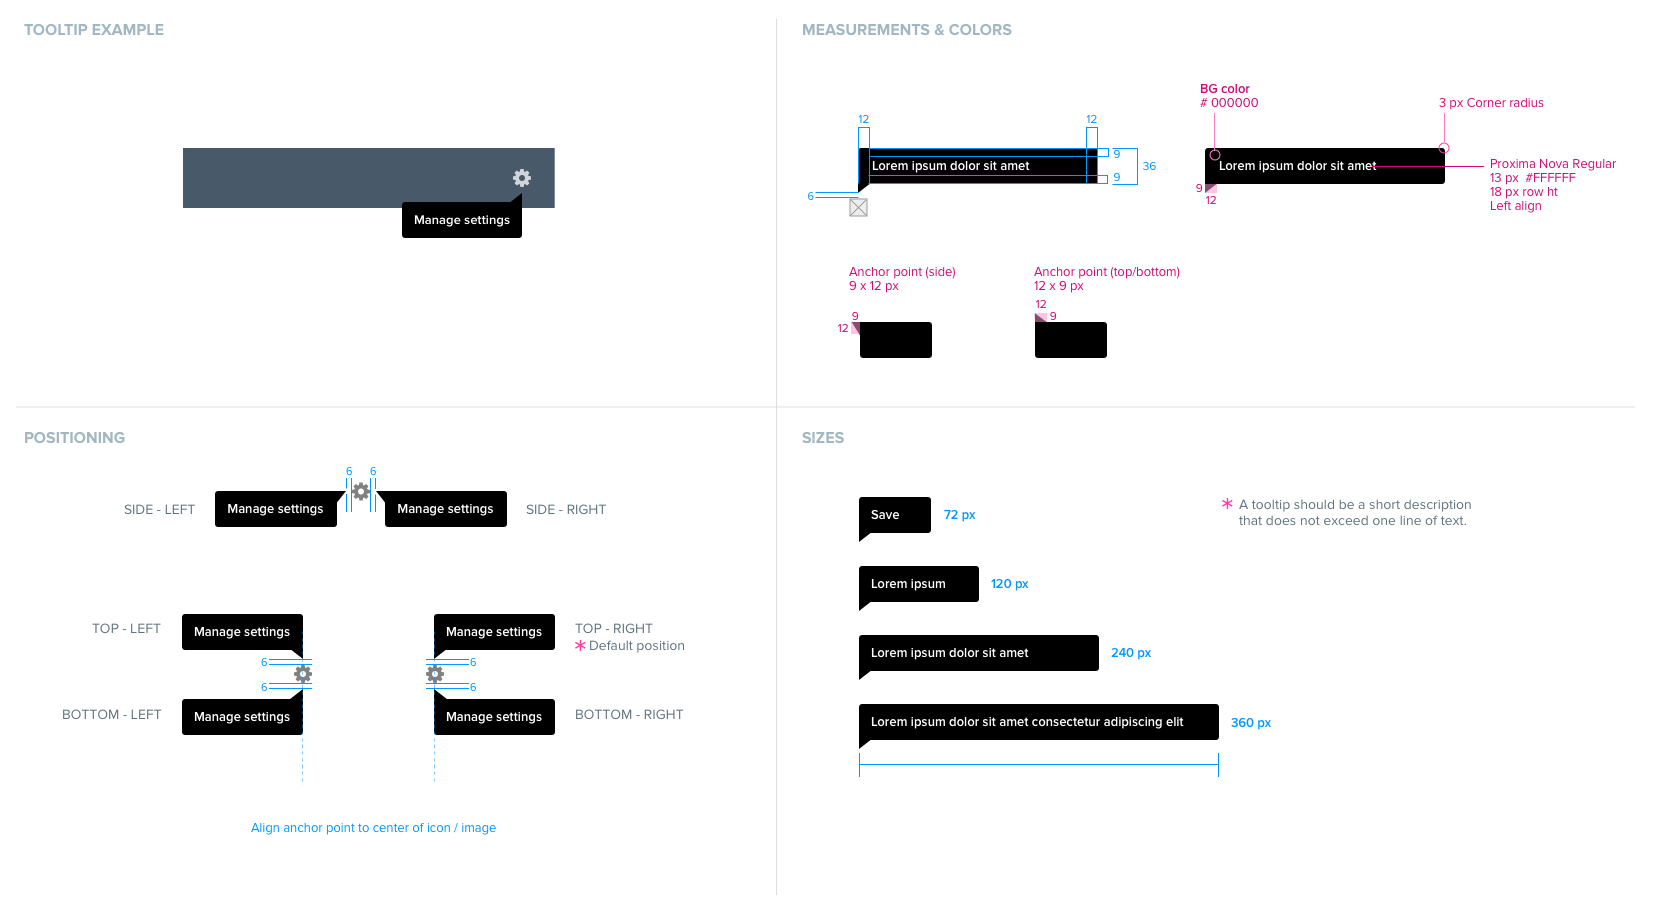 TOOLTIP EXAMPLE
Manage settings
MEASUREMENTS & COLORS
12
12
Lorem ipsum dolor sit amet
9
9
36
6
BG color
# 000000
3 px Corner radius
Lorem ipsum dolor sit amet
Proxima Nova Regular
13 px #FFFFFF
18 px row ht
Left align
9
12
Anchor point (side)
9 x 12 px
9
12
Anchor point (top/bottom)
12 x 9 px
12
9
POSITIONING
6
6
SIDE - LEFT
Manage settings
Manage settings
SIDE - RIGHT
TOP - LEFT
Manage settings
Manage settings
TOP - RIGHT
* Default position
6
6
6
6
BOTTOM - LEFT
Manage settings
Manage settings
BOTTOM - RIGHT
Align anchor point to center of icon / image
SIZES
Save
72 px
Lorem ipsum
120 px
Lorem ipsum dolor sit amet
240 px
Lorem ipsum dolor sit amet consectetur adipiscing elit
360 px
* A tooltip should be a short description
that does not exceed one line of text.